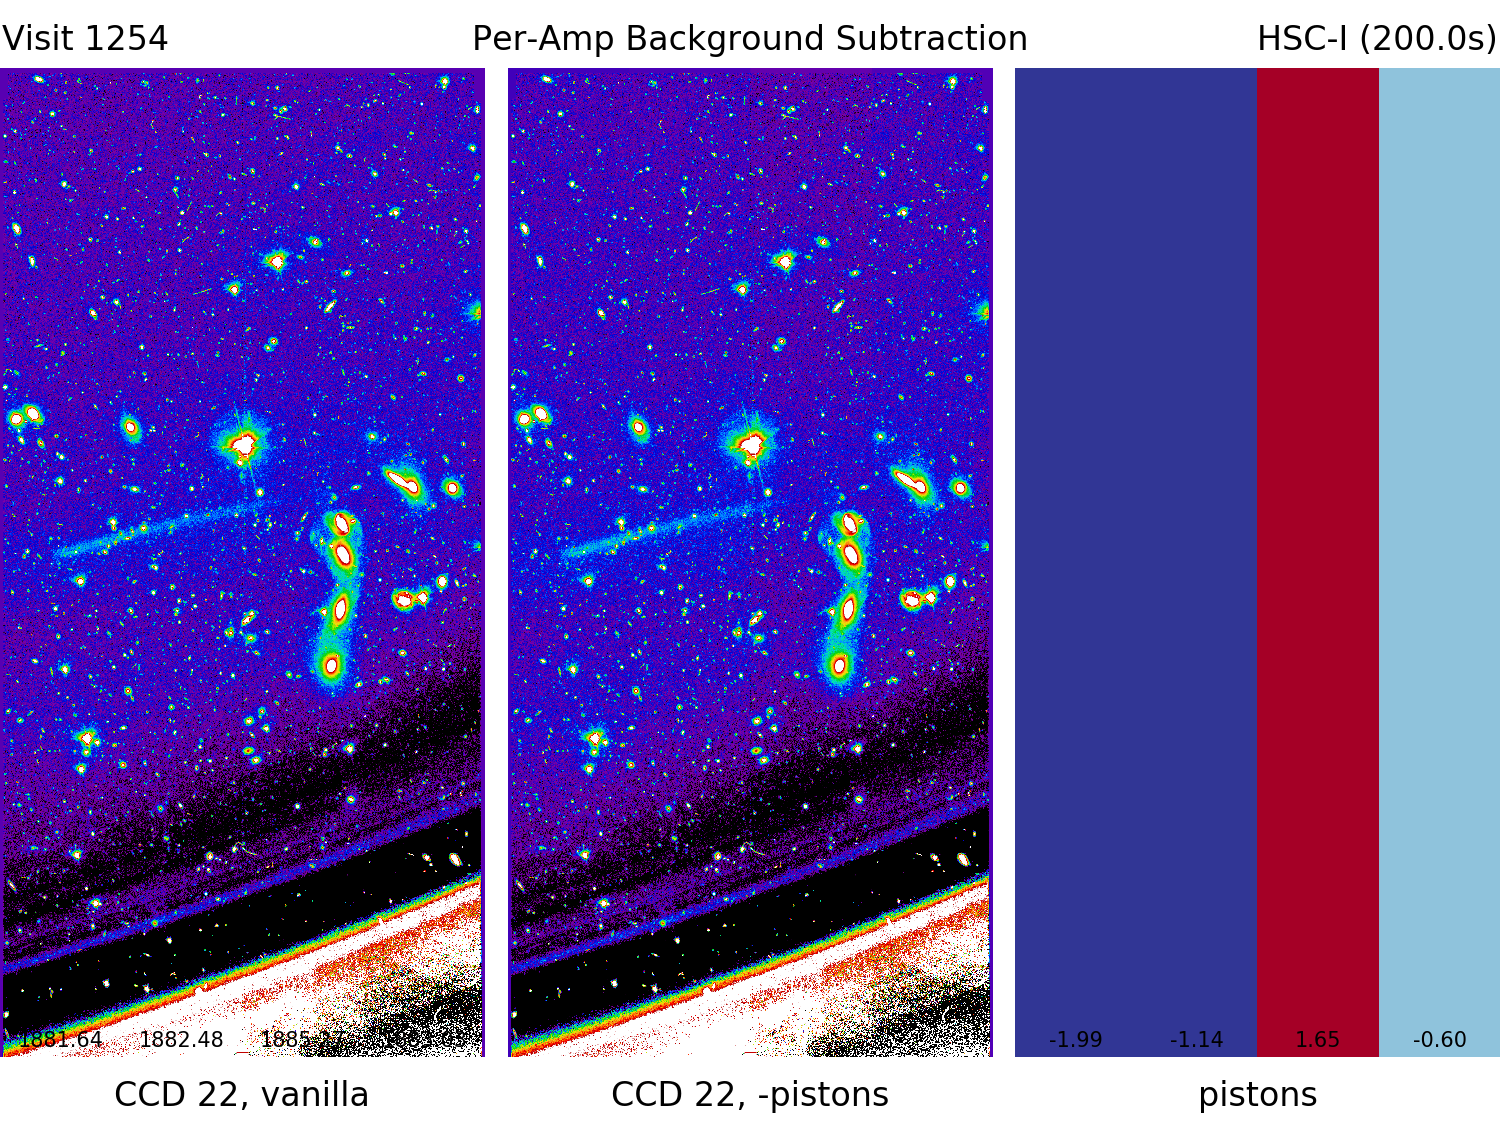 Visit 1254 Per-Amp Background Subtraction HSC-I (200.0s)
1881.64 1882.48 -1.99 -1.14 1.65 -0.60
CCD 22, vanilla CCD 22, -pistons pistons